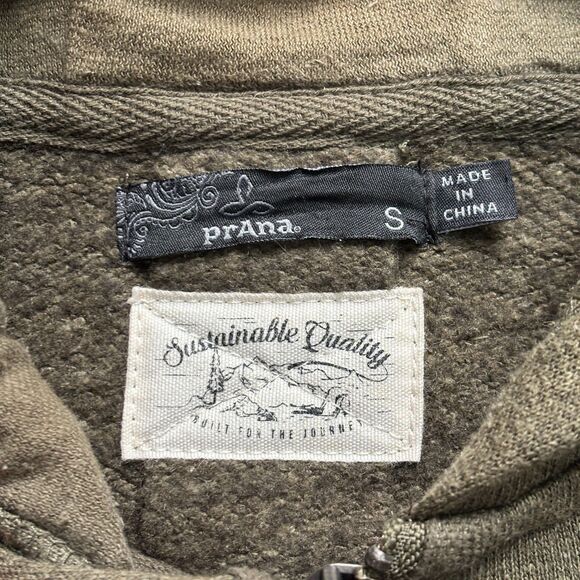 prAna.
S
MADE
IN
CHINA
Sustainable Quality
BUILT FOR THE JOURNEY